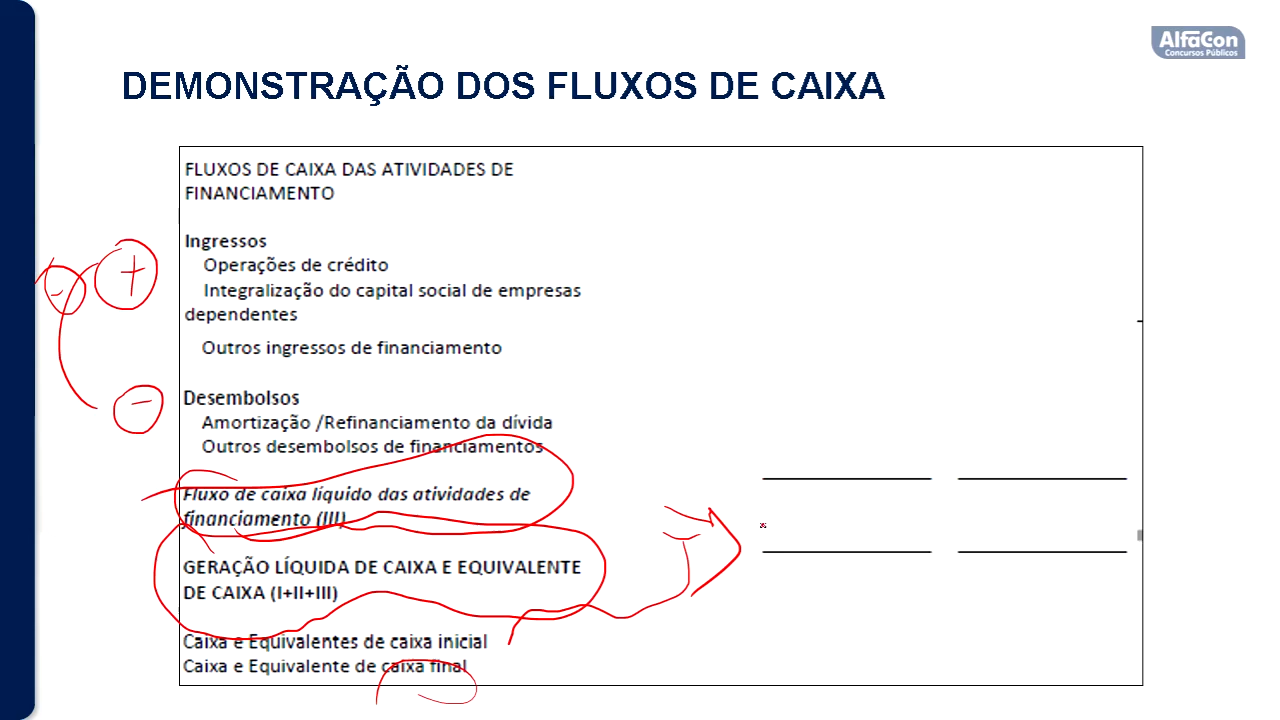 AlfaCon
Concursos Públicos
DEMONSTRAÇÃO DOS FLUXOS DE CAIXA
FLUXOS DE CAIXA DAS ATIVIDADES DE
FINANCIAMENTO
Ingressos
Operações de crédito
Integralização do capital social de empresas
dependentes
Outros ingressos de financiamento
Desembolsos
Amortização /Refinanciamento da dívida
Outros desembolsos de financiamentos
Fluxo de caixa líquido das atividades de
financiamento (III)
GERAÇÃO LÍQUIDA DE CAIXA E EQUIVALENTE
DE CAIXA (I+II+III)
Caixa e Equivalentes de caixa inicial
Caixa e Equivalente de caixa final